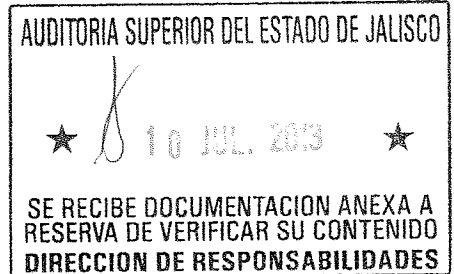 AUDITORIA SUPERIOR DEL ESTADO DE JALISCO
★ 10 JUL. 2013 ★
SE RECIBE DOCUMENTACION ANEXA A
RESERVA DE VERIFICAR SU CONTENIDO
DIRECCION DE RESPONSABILIDADES